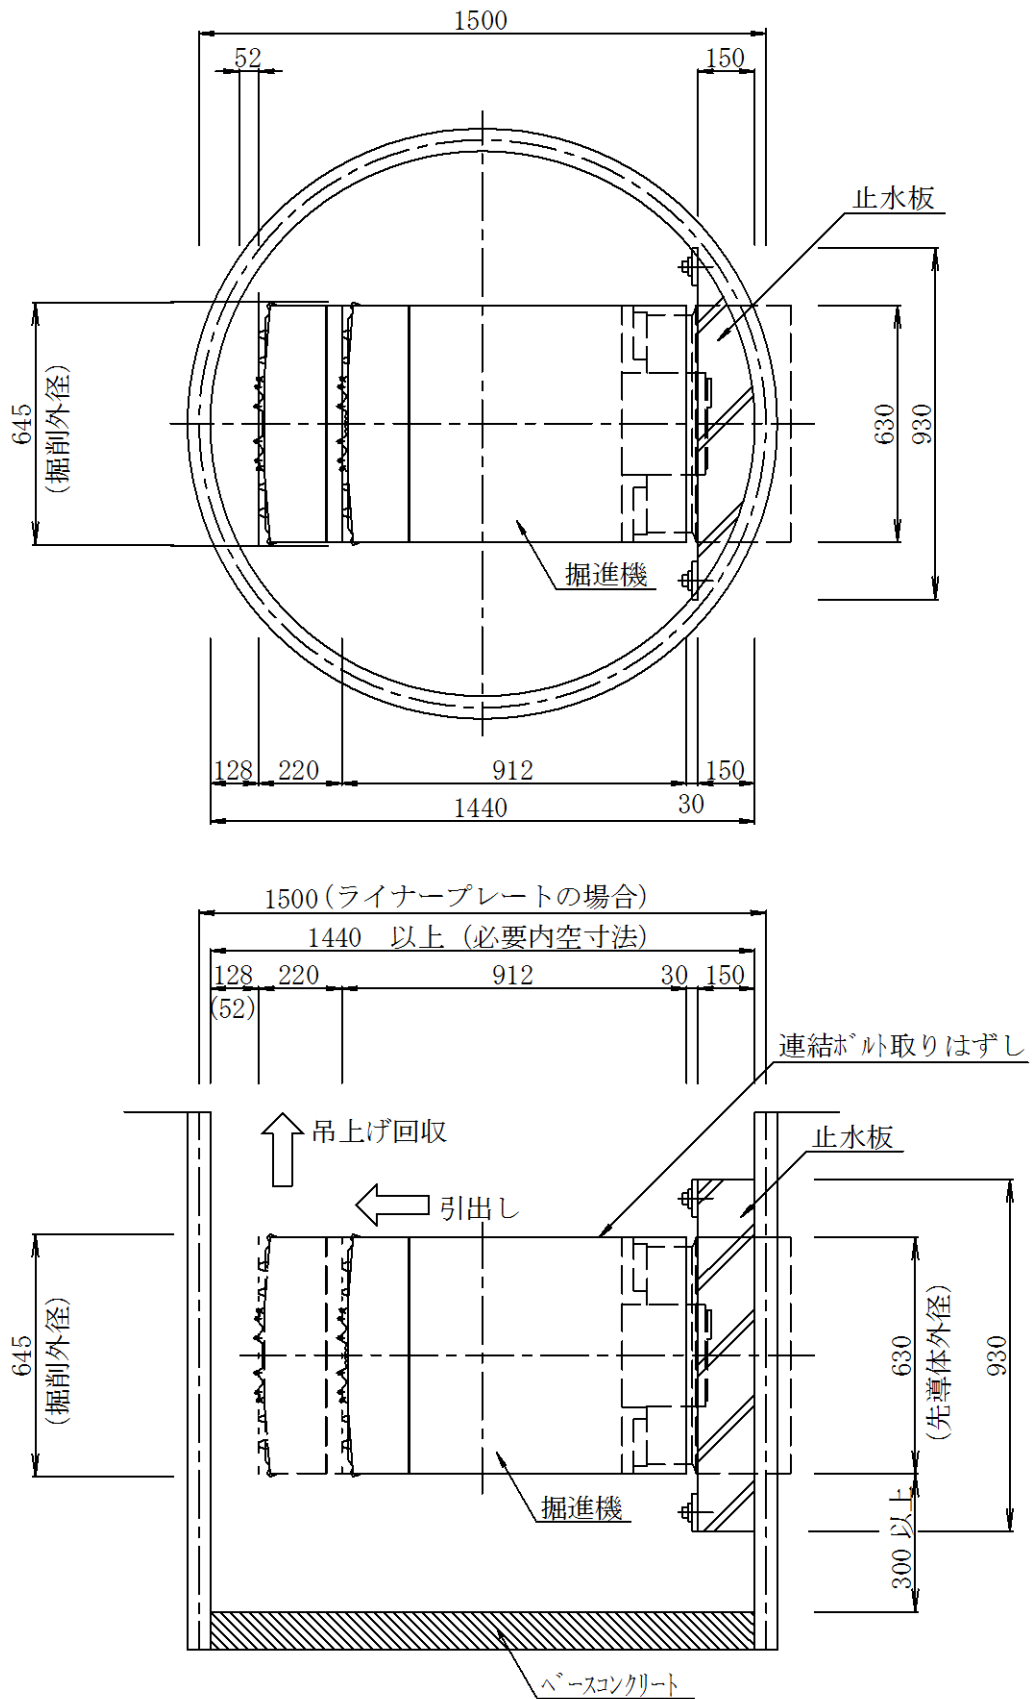 1500
52
150
止水板
645
(掘削外径)
630
930
掘進機
128
220
912
30
150
1440
1500(ライナープレートの場合)
1440 以上 (必要内空寸法)
128
(52)
220
912
30
150
連結ボルト取りはずし
吊上げ回収
止水板
引出し
645
(掘削外径)
630
(先導体外径)
930
掘進機
300以上
ベースコンクリート